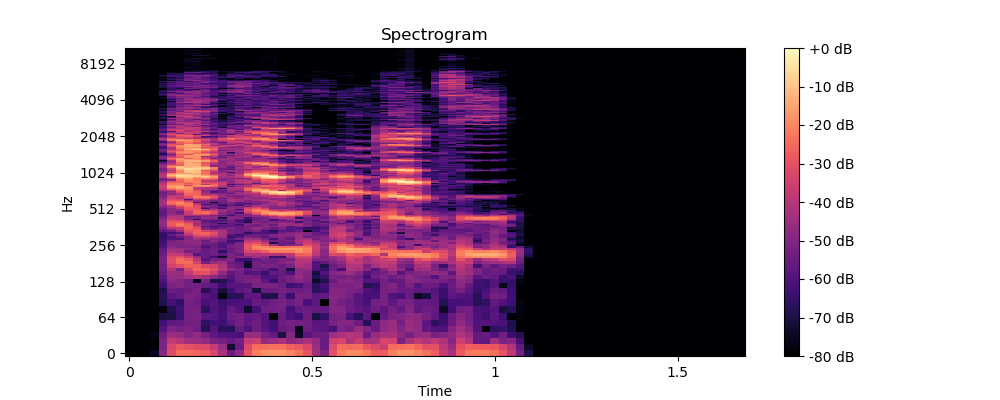 Spectrogram
8192
4096
2048
1024
512
256
128
64
0
Hz
0
0.5
1
1.5
Time
+0 dB
-10 dB
-20 dB
-30 dB
-40 dB
-50 dB
-60 dB
-70 dB
-80 dB